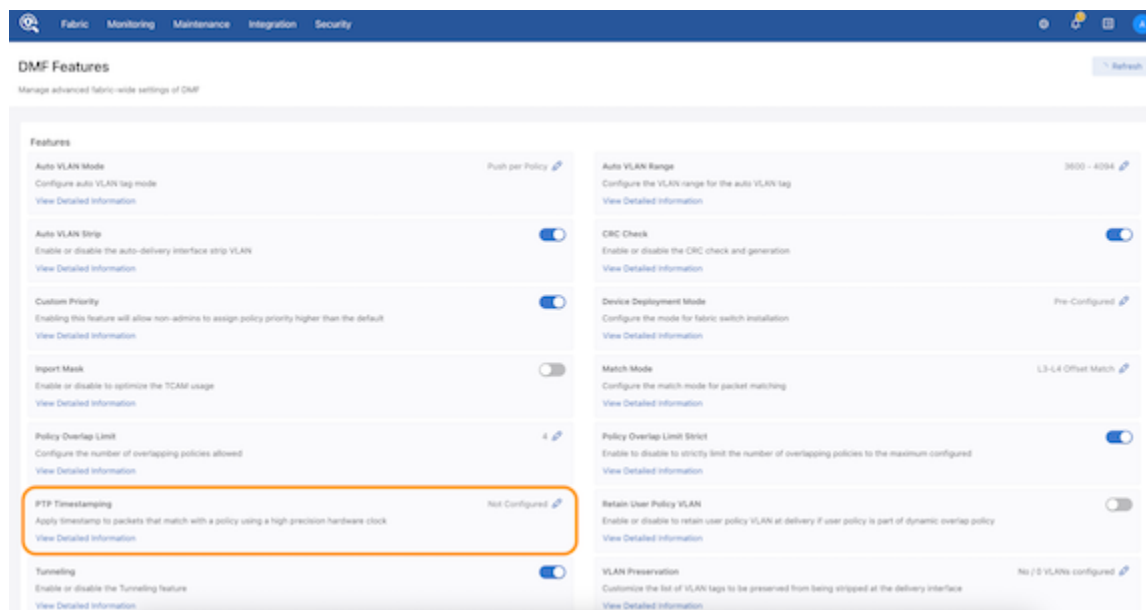 Fabric Monitoring Maintenance Integration Security
DMF Features
Refresh
Manage advanced fabric-wide settings of DMF
Features
Auto VLAN Mode
Push per Policy
Configure auto VLAN tag mode
View Detailed Information
Auto VLAN Range
3600 - 4094
Configure the VLAN range for the auto VLAN tag
View Detailed Information
Auto VLAN Strip
Enable or disable the auto-delivery interface strip VLAN
View Detailed Information
CRC Check
Enable or disable the CRC check and generation
View Detailed Information
Custom Priority
Enabling this feature will allow non-admins to assign policy priority higher than the default
View Detailed Information
Device Deployment Mode
Pre-Configured
Configure the mode for fabric switch installation
View Detailed Information
Inport Mask
Enable or disable to optimize the TCAM usage
View Detailed Information
Match Mode
L3-L4 Offset Match
Configure the match mode for packet matching
View Detailed Information
Policy Overlap Limit
4
Configure the number of overlapping policies allowed
View Detailed Information
Policy Overlap Limit Strict
Enable to disable to strictly limit the number of overlapping policies to the maximum configured
View Detailed Information
PTP Timestamping
Not Configured
Apply timestamp to packets that match with a policy using a high precision hardware clock
View Detailed Information
Retain User Policy VLAN
Enable or disable to retain user policy VLAN at delivery if user policy is part of dynamic overlap policy
View Detailed Information
Tunneling
Enable or disable the Tunneling feature
View Detailed Information
VLAN Preservation
No / 0 VLANs configured
Customize the list of VLAN tags to be preserved from being stripped at the delivery interface
View Detailed Information